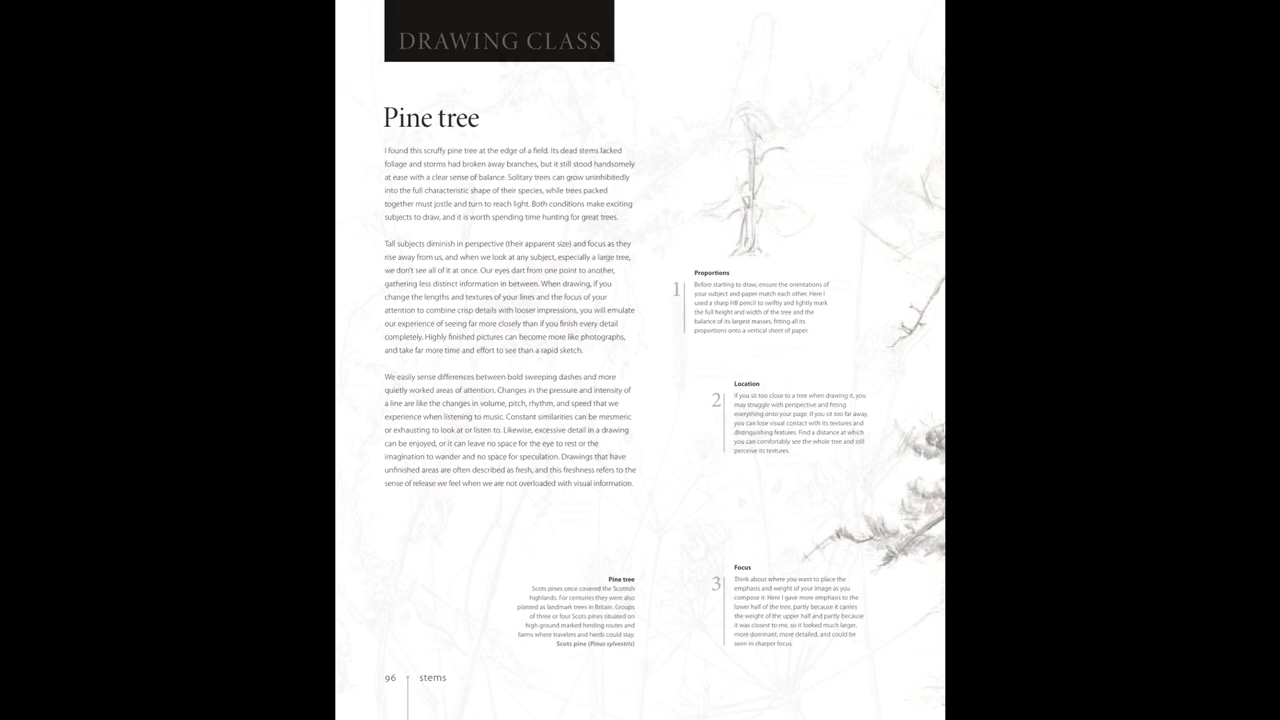 DRAWING CLASS
Pine tree
I found this scruffy pine tree at the edge of a field. Its dead stems lacked
foliage and storms had broken away branches, but it still stood handsomely
at ease with a clear sense of balance. Solitary trees can grow uninhibitedly
into the full characteristic shape of their species, while trees packed
together must jostle and turn to reach light. Both conditions make exciting
subjects to draw, and it is worth spending time hunting for great trees.
Tall subjects diminish in perspective (their apparent size) and focus as they
rise away from us, and when we look at any subject, especially a large tree,
we don't see all of it at once. Our eyes dart from one point to another,
gathering less distinct information in between. When drawing, if you
change the lengths and textures of your lines and the focus of your
attention to combine crisp details with looser impressions, you will emulate
our experience of seeing far more closely than if you finish every detail
completely. Highly finished pictures can become more like photographs,
and take far more time and effort to see than a rapid sketch.
We easily sense differences between bold sweeping dashes and more
quietly worked areas of attention. Changes in the pressure and intensity of
a line are like the changes in volume, pitch, rhythm, and speed that we
experience when listening to music. Constant similarities can be mesmeric
or exhausting to look at or listen to. Likewise, excessive detail in a drawing
can be enjoyed, or it can leave no space for the eye to rest or the
imagination to wander and no space for speculation. Drawings that have
unfinished areas are often described as fresh, and this freshness refers to the
sense of release we feel when we are not overloaded with visual information.
Proportions
1
Before starting to draw, ensure the orientations of
your subject and paper match each other. Here I
used a sharp HB pencil to swiftly and lightly mark
the full height and width of the tree and the
balance of its largest masses, fitting all its
proportions onto a vertical sheet of paper.
Location
2
If you sit too close to a tree when drawing it, you
may struggle with perspective and fitting
everything onto your page. If you sit too far away,
you can lose visual contact with its textures and
distinguishing features. Find a distance at which
you can comfortably see the whole tree and still
perceive its textures.
Focus
3
Think about where you want to place the
emphasis and weight of your image as you
compose it. Here I gave more emphasis to the
lower half of the tree, partly because it carries
the weight of the upper half and partly because
it was closest to me, so it looked much larger,
more dominant, more detailed, and could be
seen in sharper focus.
Pine tree
Scots pines once covered the Scottish
highlands. For centuries they were also
planted as landmark trees in Britain. Groups
of three or four Scots pines situated on
high ground marked herding routes and
farms where travelers and herds could stay.
Scots pine (Pinus sylvestris)
96 stems